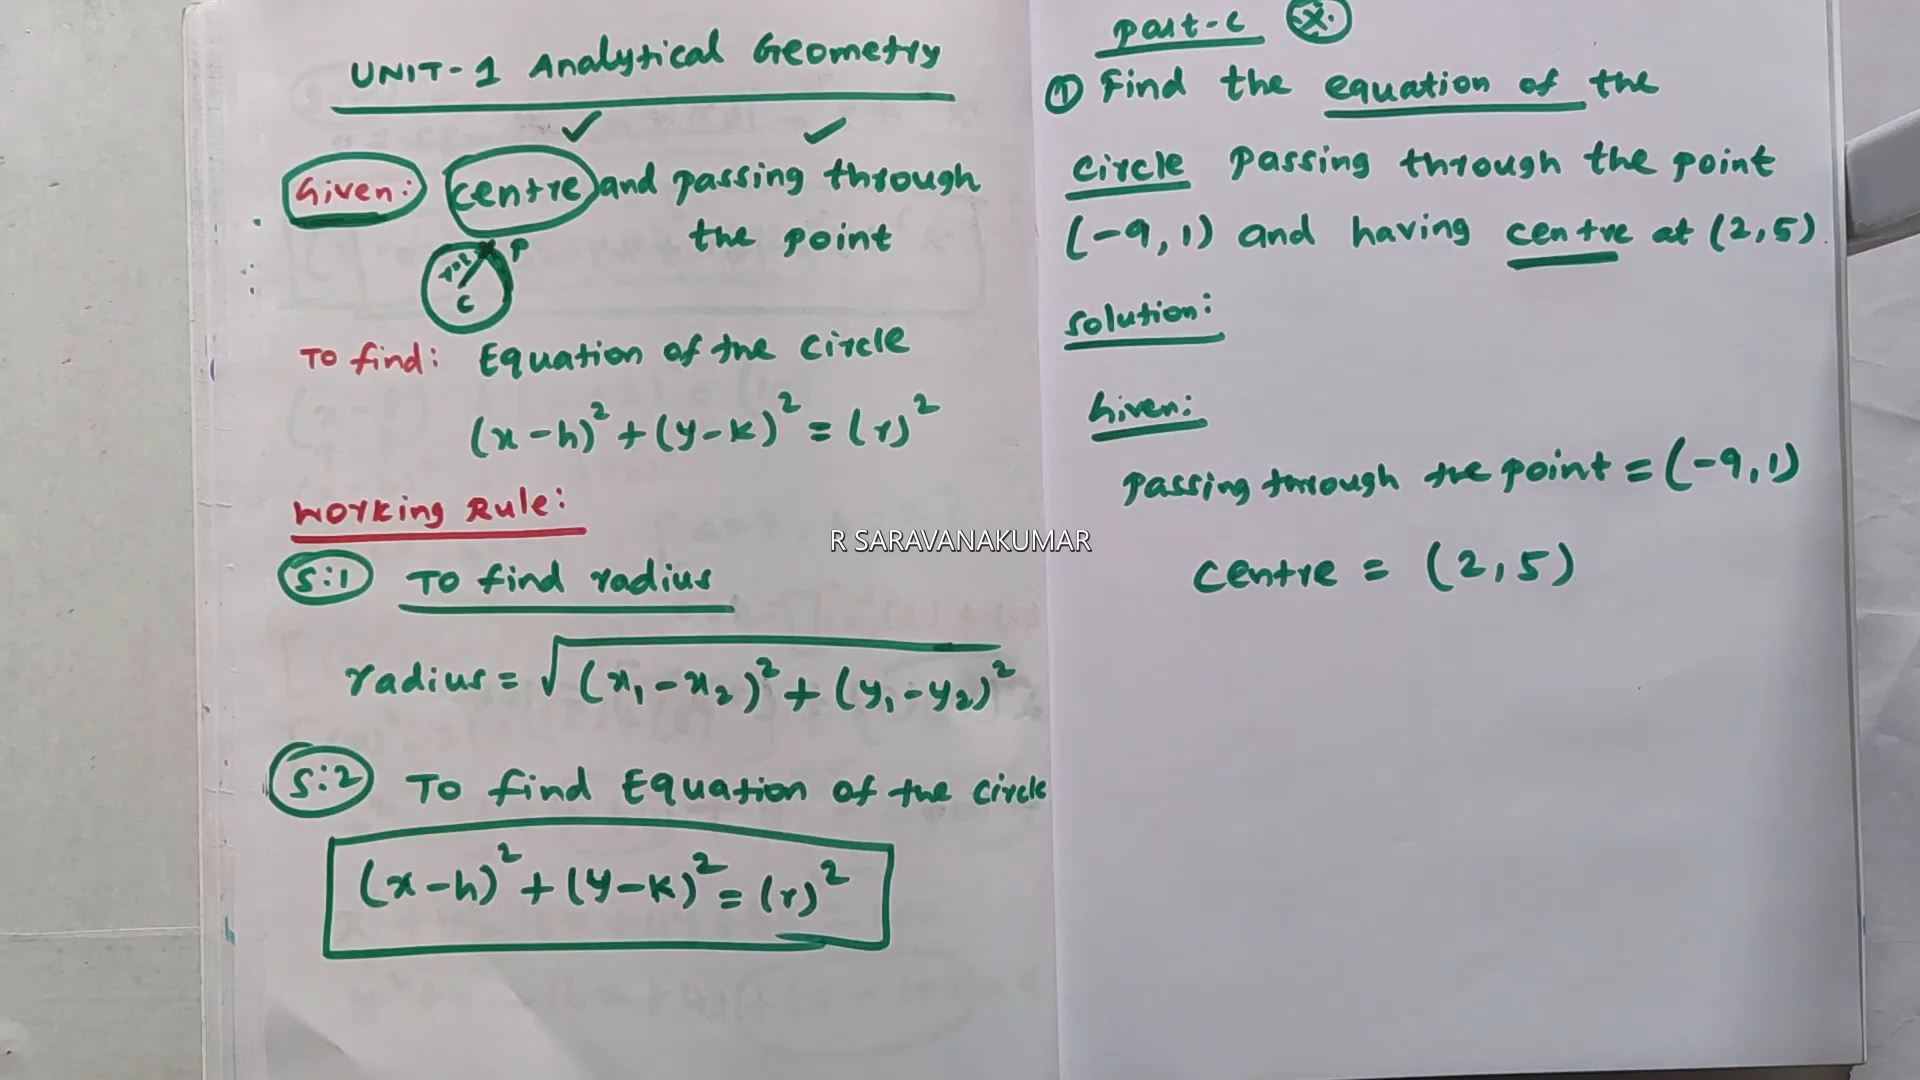 UNIT-1 Analytical Geometry
Given: centre and passing through
the point
P
r=?
C
To find: Equation of the circle
(x-h)² + (y-k)² = (r)²
Working Rule:
S:1 To find radius
radius = √(x₁-x₂)² + (y₁-y₂)²
S:2 To find Equation of the circle
(x-h)² + (y-k)² = (r)²
Part-C
① Find the equation of the
circle passing through the point
(-9,1) and having centre at (2,5).
Solution:
Given:
passing through the point = (-9,1)
centre = (2,5)
R SARAVANAKUMAR